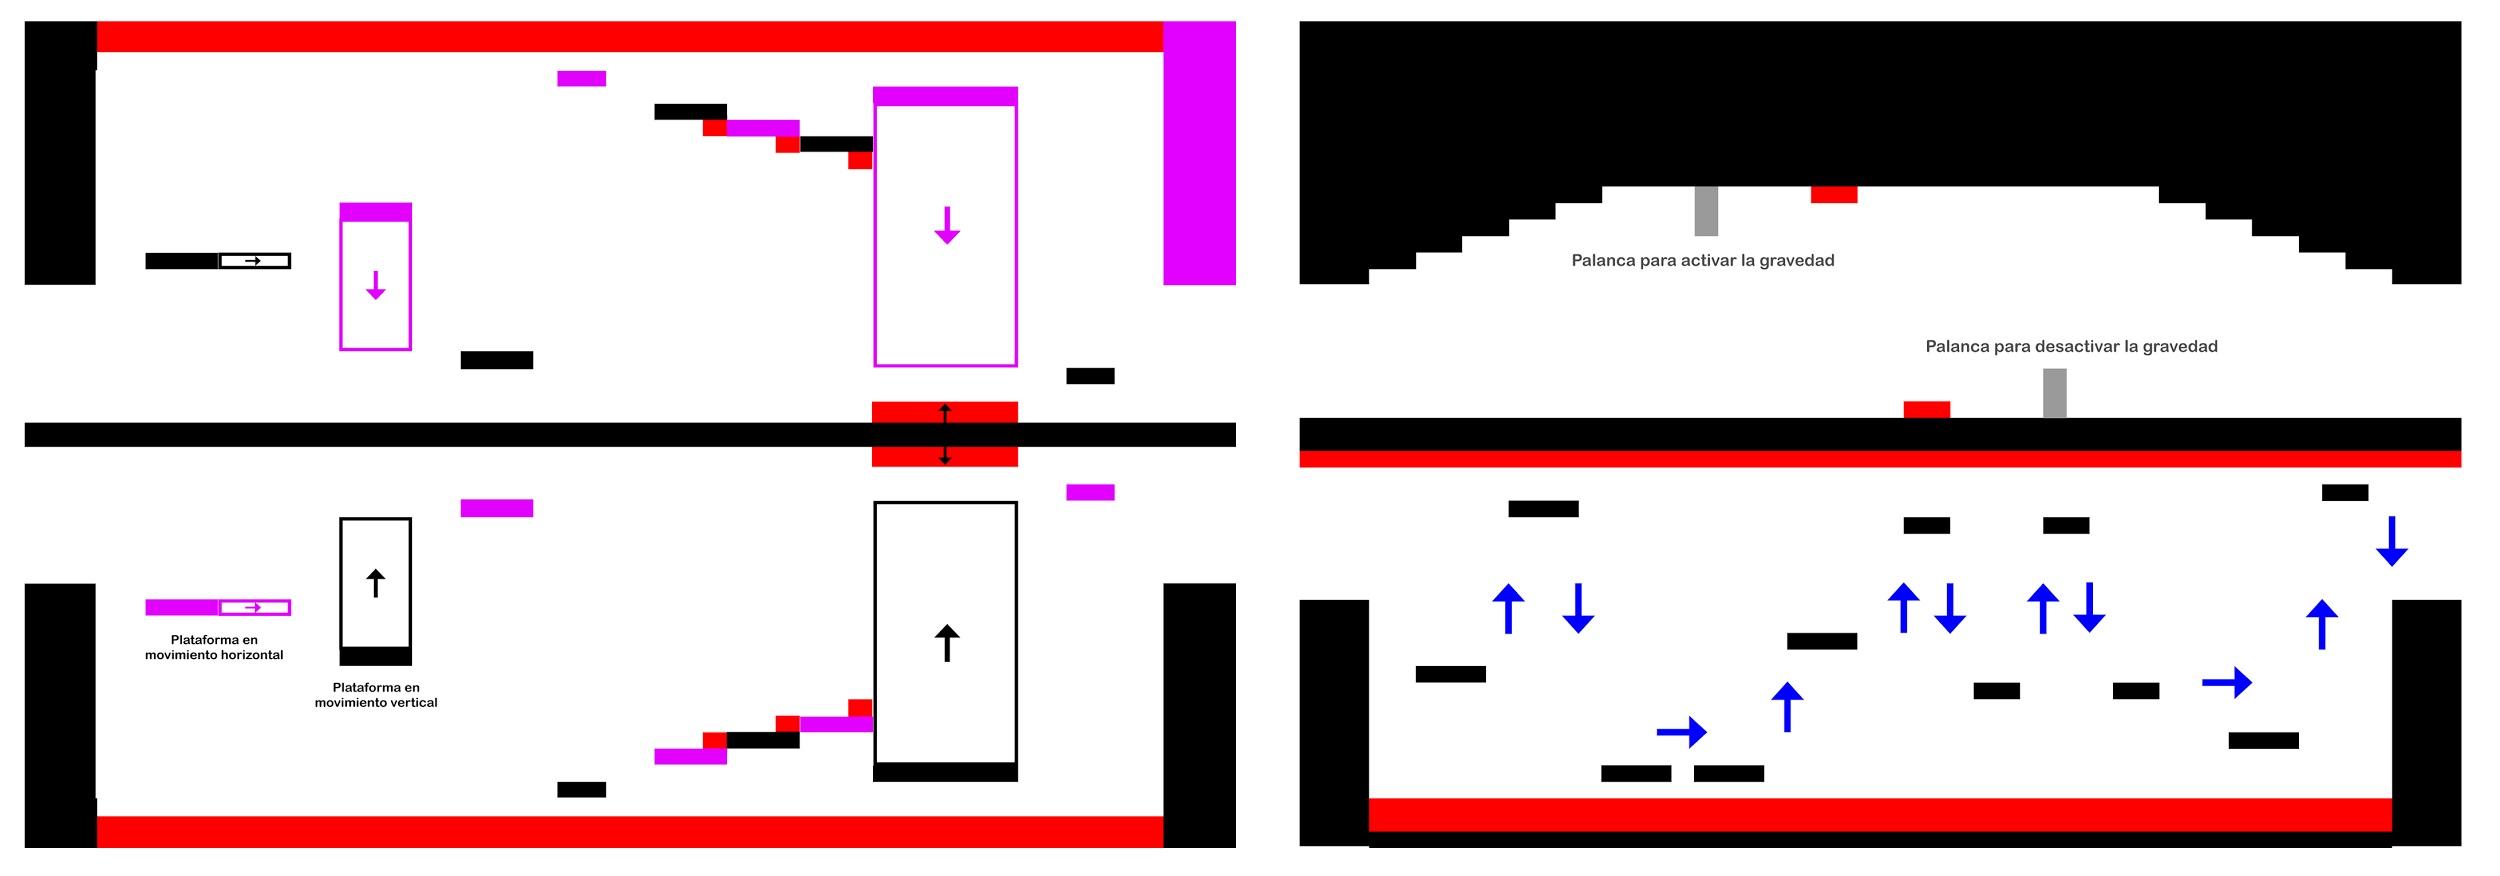 Palanca para activar la gravedad
Palanca para desactivar la gravedad
Plataforma en
movimiento horizontal
Plataforma en
movimiento vertical